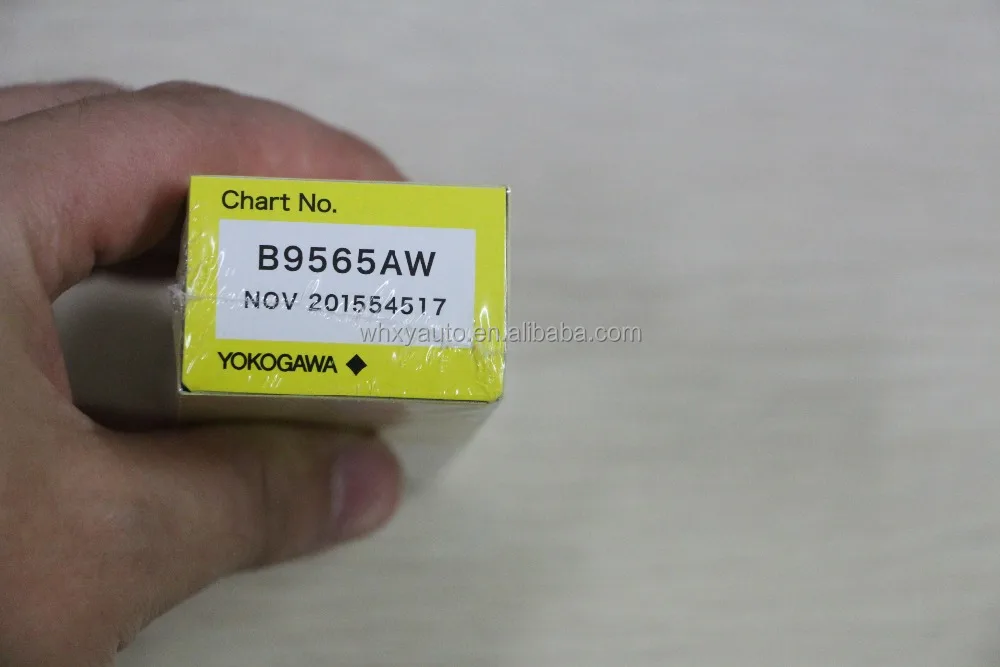 Chart No.
B9565AW
NOV 201554517
whxyauto.en.alibaba.com
YOKOGAWA ◆